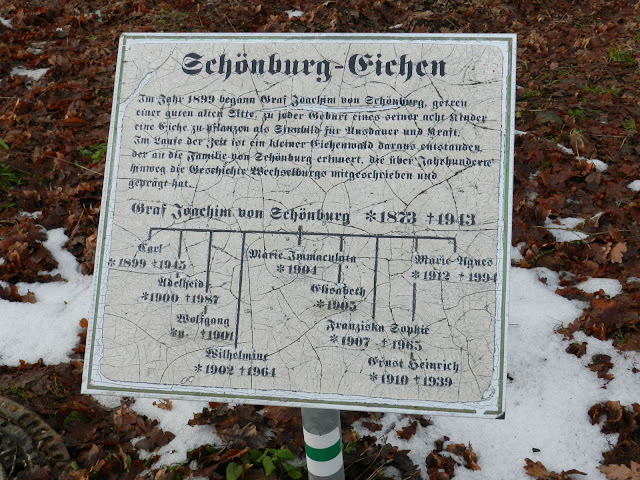 Schönburg-Eichen
Im Jahr 1899 begann Graf Joachim von Schönburg, getreu
einer guten alten Sitte, zu jeder Geburt eines seiner acht Kinder
eine Eiche zu pflanzen als Sinnbild für Ausdauer und Kraft.
Im Laufe der Zeit ist ein kleiner Eichenwald daraus entstanden,
der an die Familie von Schönburg erinnert, die über Jahrhunderte
hinweg die Geschichte Wechselburgs mitgeschrieben und
geprägt hat.
Graf Joachim von Schönburg *1873 †1943
Carl
*1899 †1945
Adelheid
*1900 †1987
Wolfgang
†1901
Wilhelmine
*1902 †1964
Marie Immaculata
*1904
Elisabeth
*1905
Franziska Sophie
*1907 †1965
Ernst Heinrich
*1910 †1939
Marie-Agnes
*1912 †1994